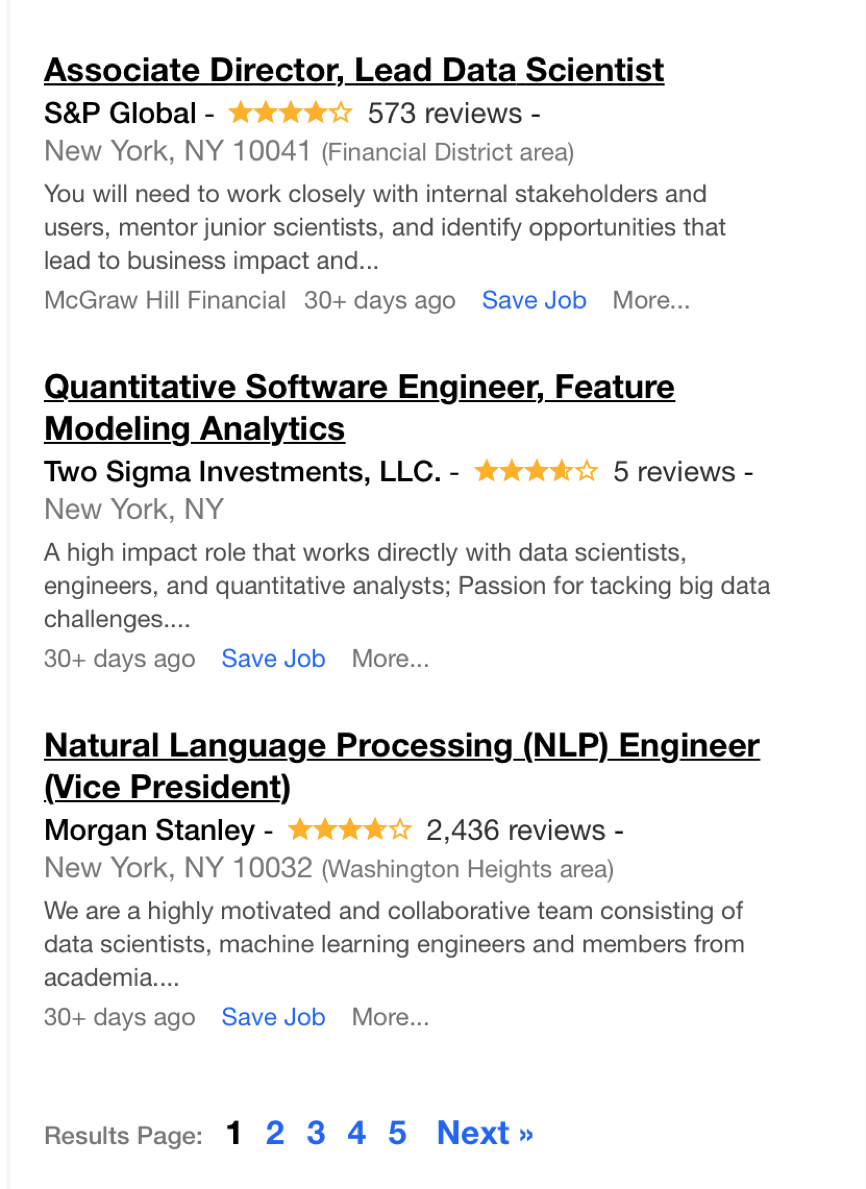 Associate Director, Lead Data Scientist
S&P Global - 573 reviews -
New York, NY 10041 (Financial District area)
You will need to work closely with internal stakeholders and
users, mentor junior scientists, and identify opportunities that
lead to business impact and...
McGraw Hill Financial 30+ days ago Save Job More...
Quantitative Software Engineer, Feature
Modeling Analytics
Two Sigma Investments, LLC. - 5 reviews -
New York, NY
A high impact role that works directly with data scientists,
engineers, and quantitative analysts; Passion for tacking big data
challenges....
30+ days ago Save Job More...
Natural Language Processing (NLP) Engineer
(Vice President)
Morgan Stanley - 2,436 reviews -
New York, NY 10032 (Washington Heights area)
We are a highly motivated and collaborative team consisting of
data scientists, machine learning engineers and members from
academia....
30+ days ago Save Job More...
Results Page: 1 2 3 4 5 Next »